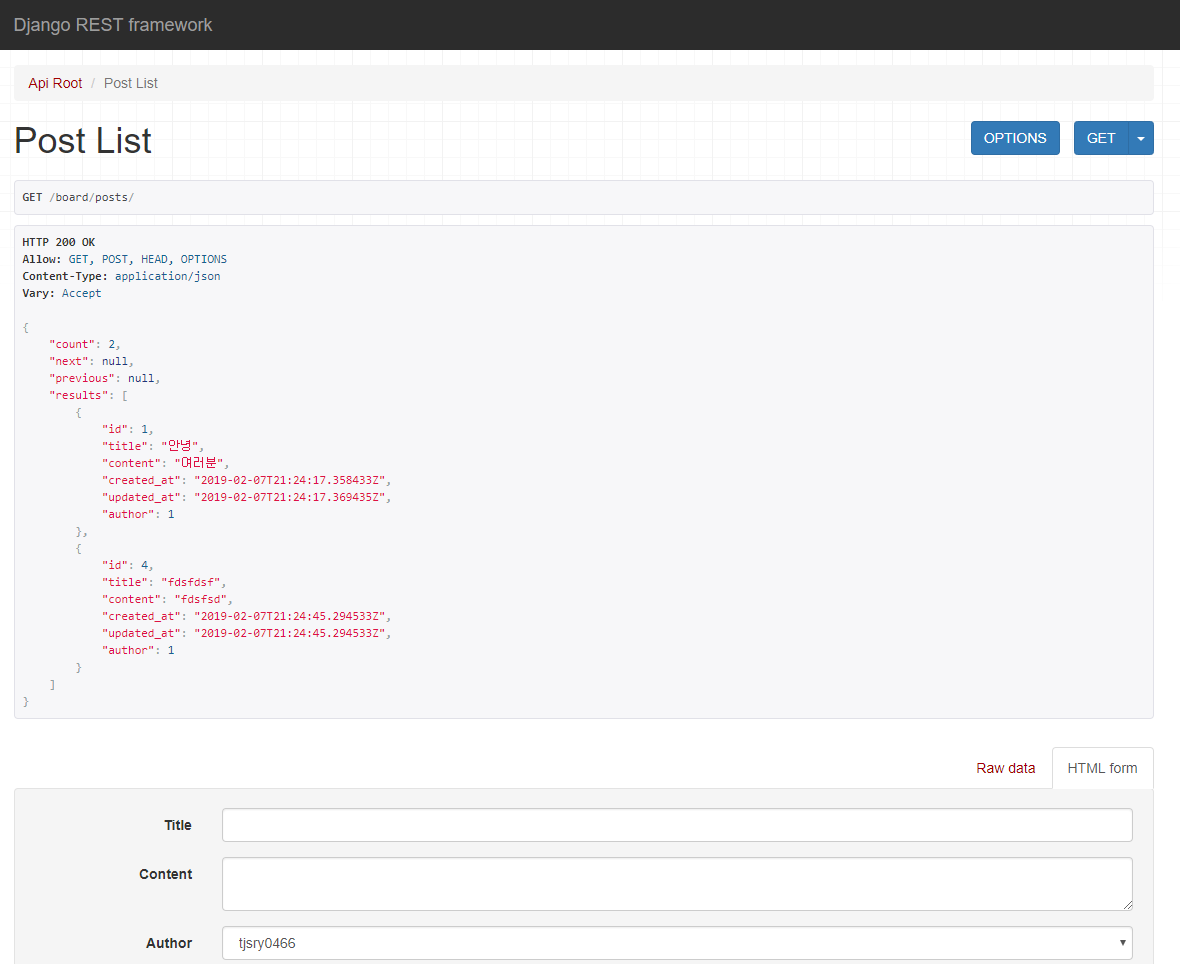 Django REST framework
Api Root / Post List
Post List
OPTIONS
GET
GET /board/posts/
HTTP 200 OK
Allow: GET, POST, HEAD, OPTIONS
Content-Type: application/json
Vary: Accept
{
    "count": 2,
    "next": null,
    "previous": null,
    "results": [
        {
            "id": 1,
            "title": "안녕",
            "content": "여러분",
            "created_at": "2019-02-07T21:24:17.358433Z",
            "updated_at": "2019-02-07T21:24:17.369435Z",
            "author": 1
        },
        {
            "id": 4,
            "title": "fdsfdsf",
            "content": "fdsfsd",
            "created_at": "2019-02-07T21:24:45.294533Z",
            "updated_at": "2019-02-07T21:24:45.294533Z",
            "author": 1
        }
    ]
}
Raw data
HTML form
Title
Content
Author
tjsry0466